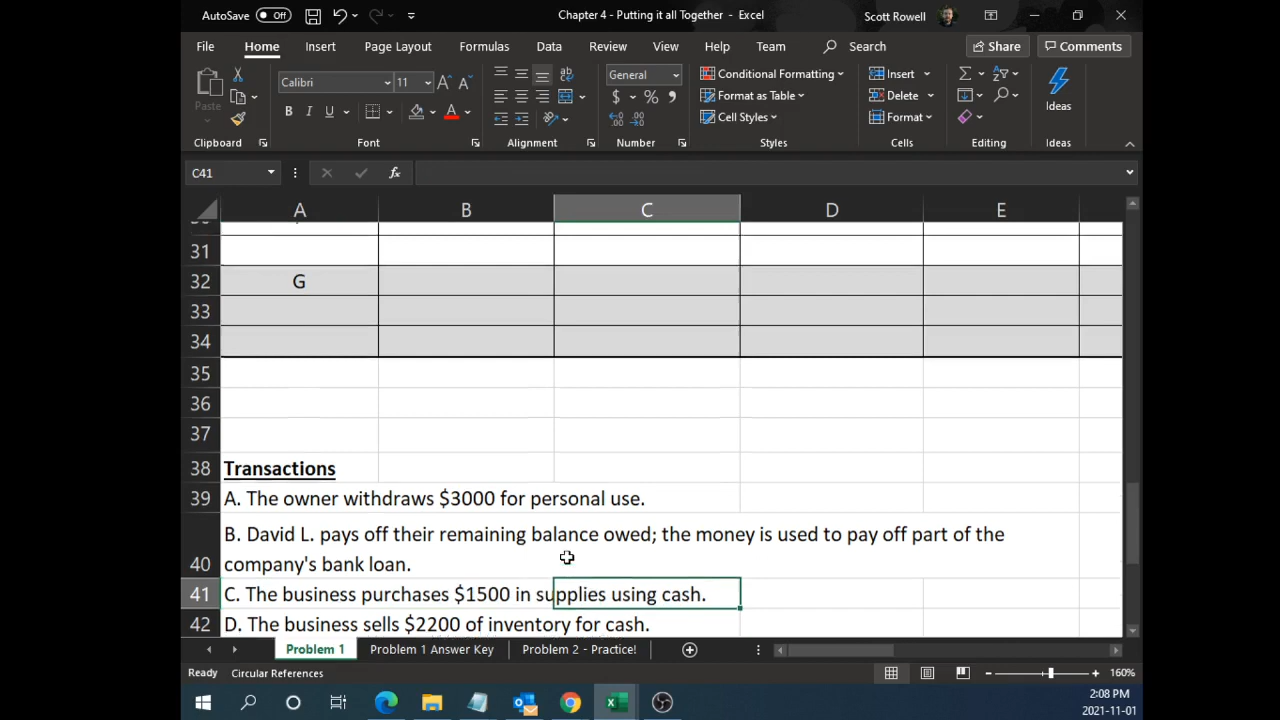 AutoSave Off Chapter 4 - Putting it all Together - Excel Scott Rowell
File Home Insert Page Layout Formulas Data Review View Help Team Search Share Comments
Paste Calibri 11 A A ab General Conditional Formatting Insert Ideas
B I U A $ % , Format as Table Delete
Cell Styles Format
Clipboard Font Alignment Number Styles Cells Editing Ideas
C41 fx
A B C D E
31
32 G
33
34
35
36
37
38 Transactions
39 A. The owner withdraws $3000 for personal use.
B. David L. pays off their remaining balance owed; the money is used to pay off part of the
40 company's bank loan.
41 C. The business purchases $1500 in supplies using cash.
42 D. The business sells $2200 of inventory for cash.
Problem 1 Problem 1 Answer Key Problem 2 - Practice!
Ready Circular References 160%
2:08 PM
2021-11-01